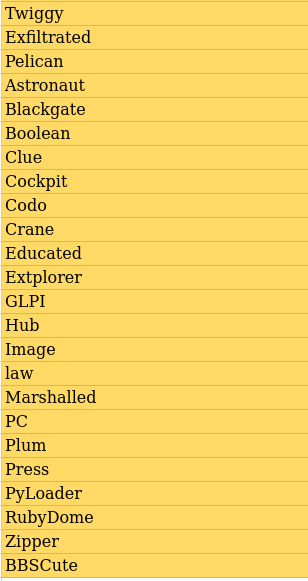 Twiggy
Exfiltrated
Pelican
Astronaut
Blackgate
Boolean
Clue
Cockpit
Codo
Crane
Educated
Extplorer
GLPI
Hub
Image
law
Marshalled
PC
Plum
Press
PyLoader
RubyDome
Zipper
BBSCute